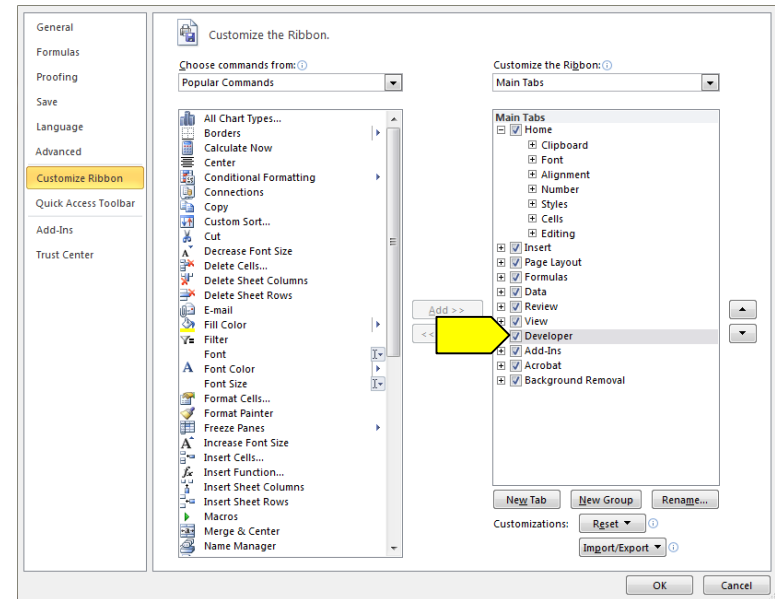 General
Formulas
Proofing
Save
Language
Advanced
Customize Ribbon
Quick Access Toolbar
Add-Ins
Trust Center
Customize the Ribbon.
Choose commands from:
Popular Commands
All Chart Types...
Borders
Calculate Now
Center
Conditional Formatting
Connections
Copy
Custom Sort...
Cut
Decrease Font Size
Delete Cells...
Delete Sheet Columns
Delete Sheet Rows
E-mail
Fill Color
Filter
Font
Font Color
Font Size
Format Cells...
Format Painter
Freeze Panes
Increase Font Size
Insert Cells...
Insert Function...
Insert Sheet Columns
Insert Sheet Rows
Macros
Merge & Center
Name Manager
Add >>
<<
Customize the Ribbon:
Main Tabs
Main Tabs
Home
Clipboard
Font
Alignment
Number
Styles
Cells
Editing
Insert
Page Layout
Formulas
Data
Review
View
Developer
Add-Ins
Acrobat
Background Removal
New Tab New Group Rename...
Customizations: Reset
Import/Export
OK Cancel